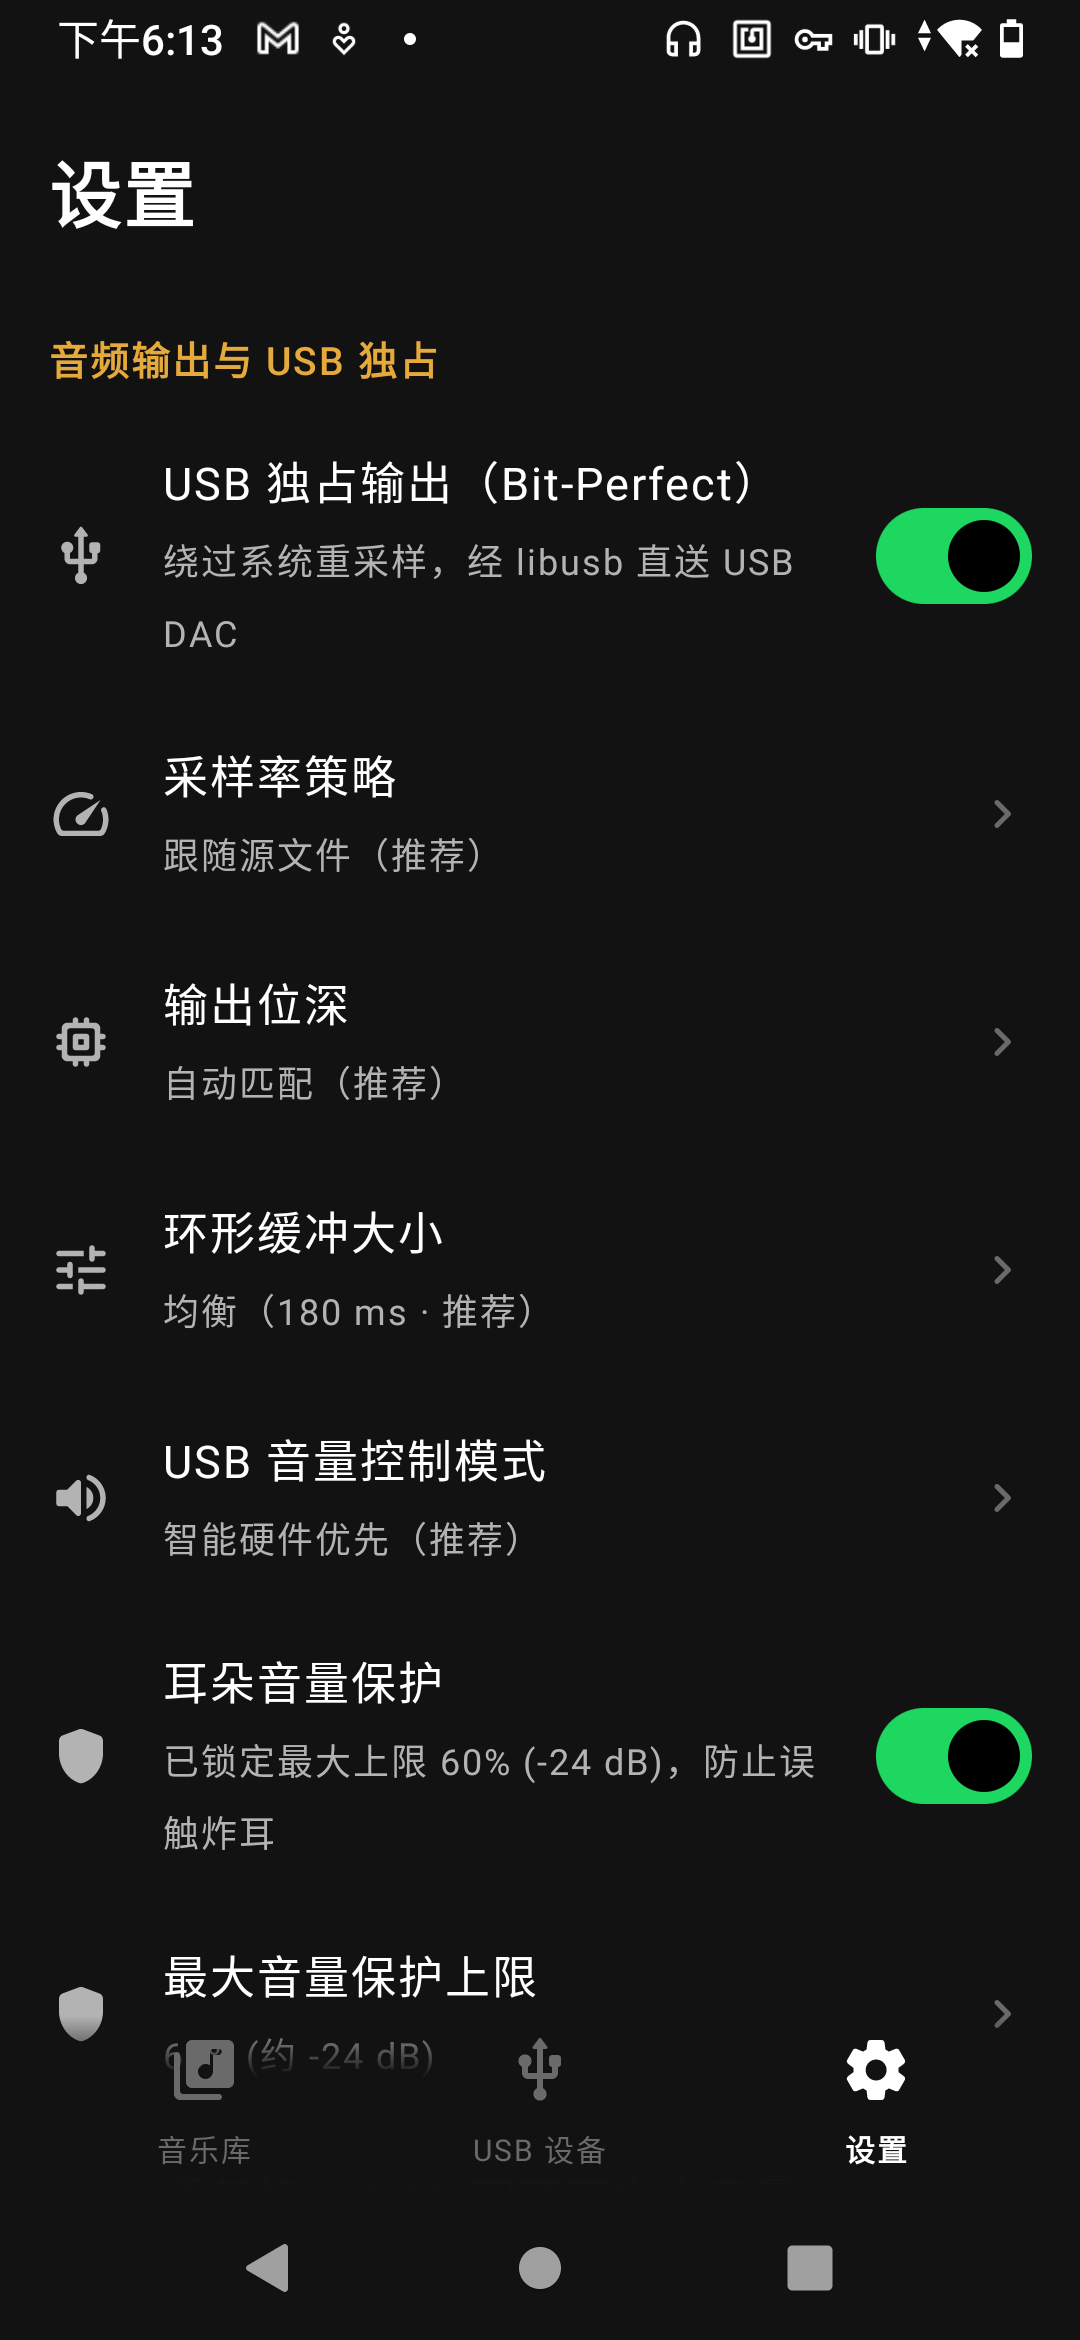 下午6:13
设置
音频输出与 USB 独占
USB 独占输出（Bit-Perfect）
绕过系统重采样，经 libusb 直送 USB
DAC
采样率策略
跟随源文件（推荐）
输出位深
自动匹配（推荐）
环形缓冲大小
均衡（180 ms · 推荐）
USB 音量控制模式
智能硬件优先（推荐）
耳朵音量保护
已锁定最大上限 60% (-24 dB)，防止误
触炸耳
最大音量保护上限
(约 -24 dB)
音乐库
USB 设备
设置